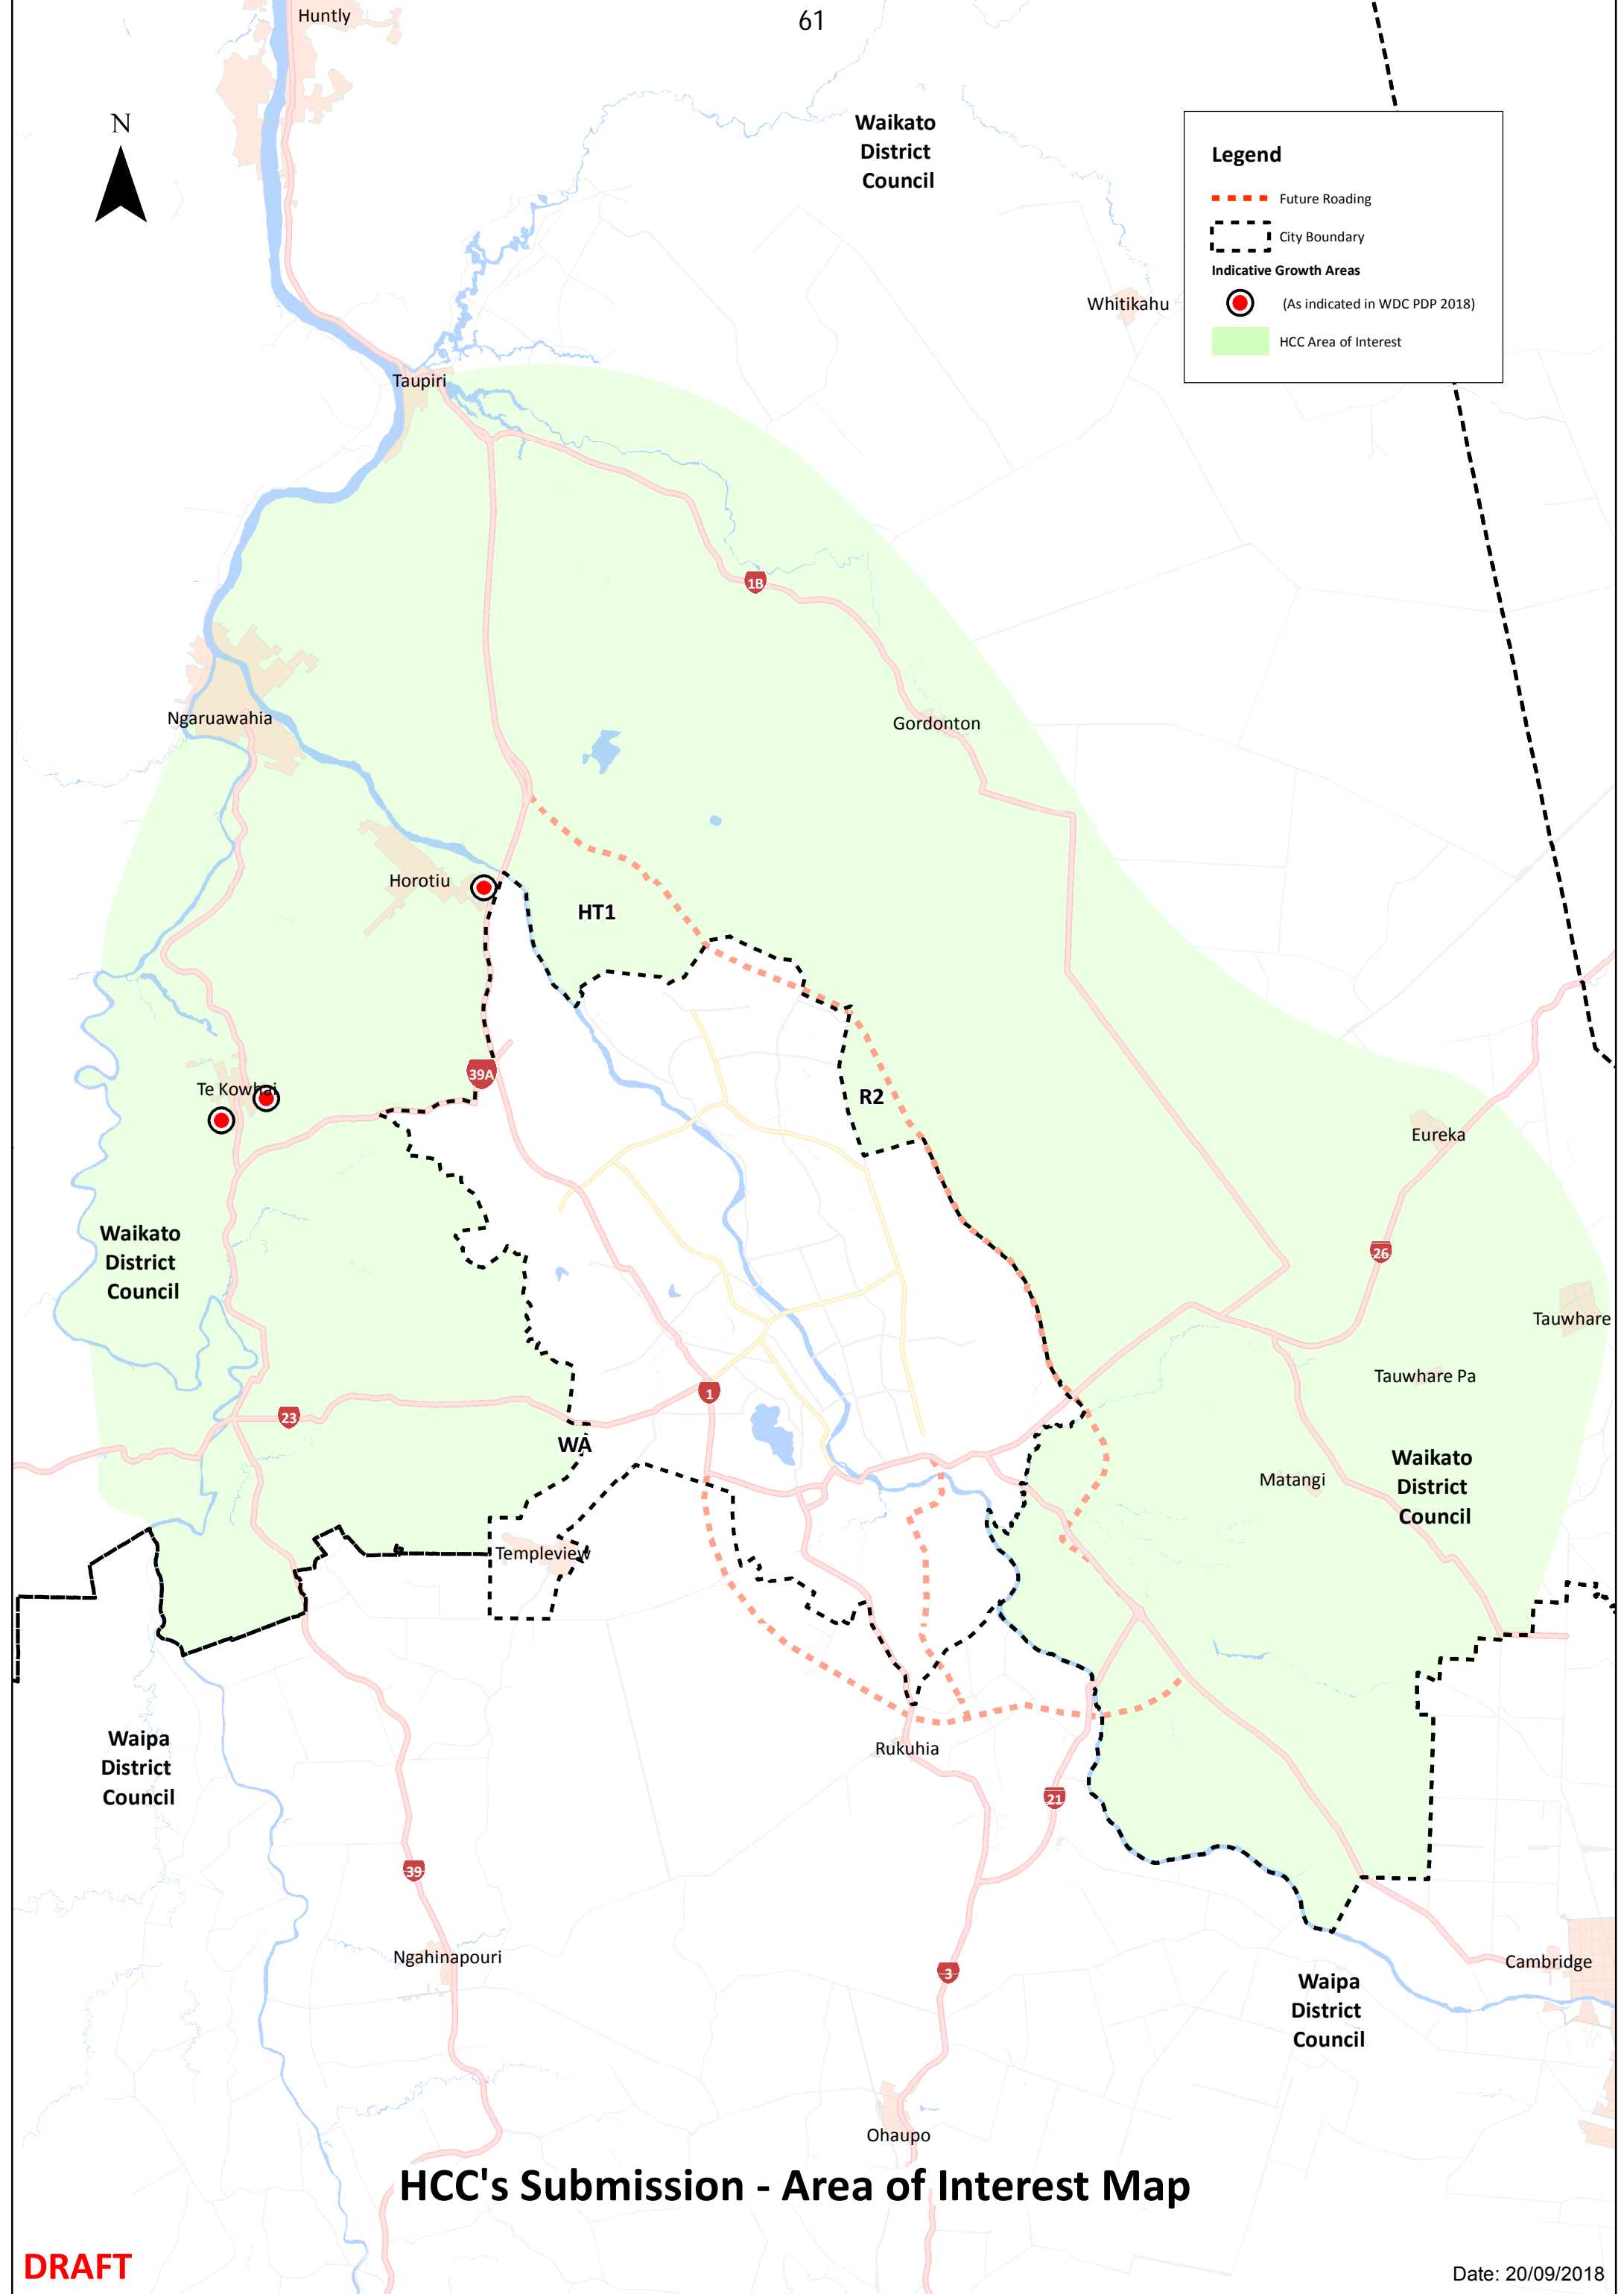 61
Huntly
N
Waikato
District
Council
Legend
Future Roading
City Boundary
Indicative Growth Areas
(As indicated in WDC PDP 2018)
HCC Area of Interest
Whitikahu
Taupiri
1B
Ngaruawahia
Gordonton
Horotiu
HT1
39A
Te Kowhai
R2
Eureka
Waikato
District
Council
26
Tauwhare
Tauwhare Pa
1
23
WA
Waikato
District
Council
Matangi
Templeview
Waipa
District
Council
Rukuhia
21
39
Ngahinapouri
3
Cambridge
Waipa
District
Council
Ohaupo
HCC's Submission - Area of Interest Map
DRAFT
Date: 20/09/2018